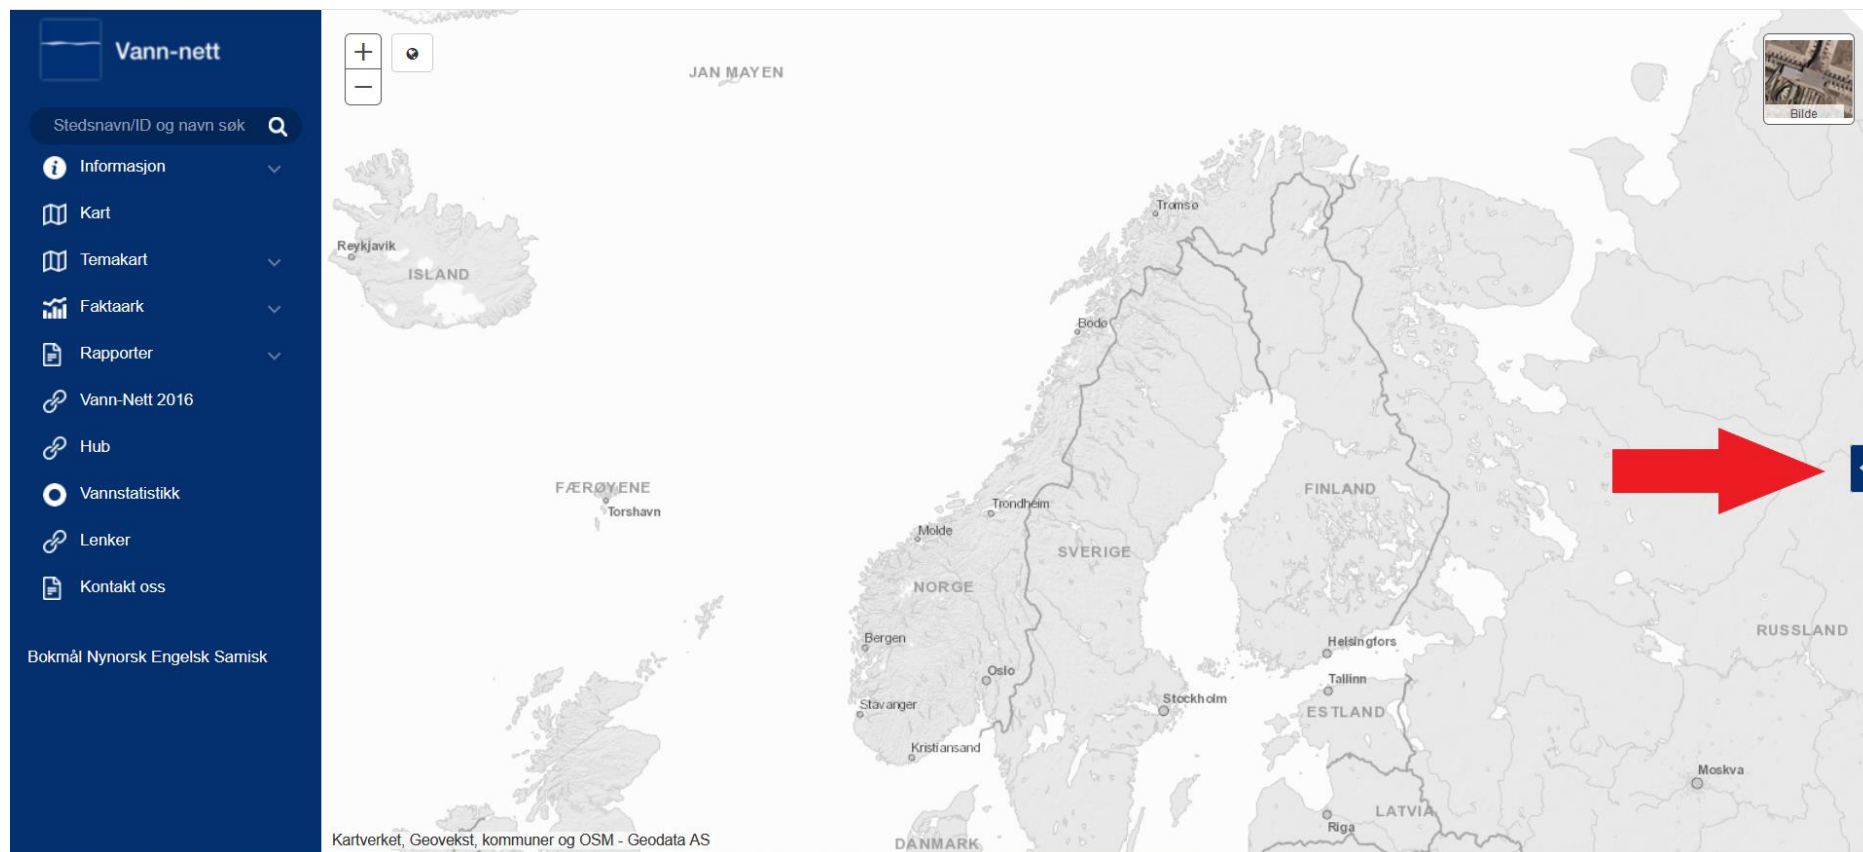 Vann-nett
Stedsnavn/ID og navn søk
Informasjon
Kart
Temakart
Faktaark
Rapporter
Vann-Nett 2016
Hub
Vannstatistikk
Lenker
Kontakt oss
Bokmål Nynorsk Engelsk Samisk
+
−
Bilde
JAN MAYEN
Tromsø
Reykjavik
ISLAND
Bodø
FÆRØYENE
Torshavn
Trondheim
FINLAND
Molde
SVERIGE
NORGE
Bergen
Helsingfors
RUSSLAND
Oslo
Tallinn
Stavanger
Stockholm
ESTLAND
Kristiansand
Moskva
LATVIA
Riga
Kartverket, Geovekst, kommuner og OSM - Geodata AS
DANMARK